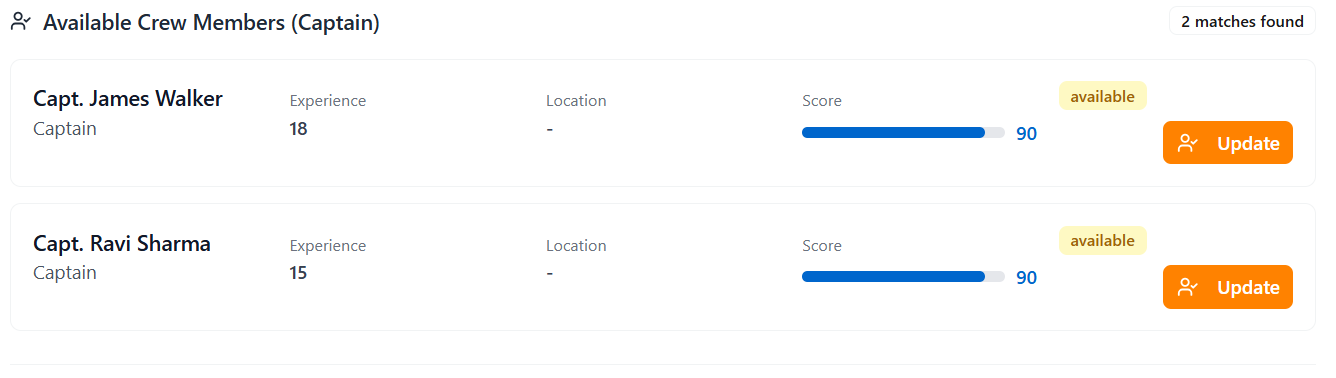 Available Crew Members (Captain)
2 matches found
Capt. James Walker
Captain
Experience
18
Location
-
Score
90
available
Update
Capt. Ravi Sharma
Captain
Experience
15
Location
-
Score
90
available
Update